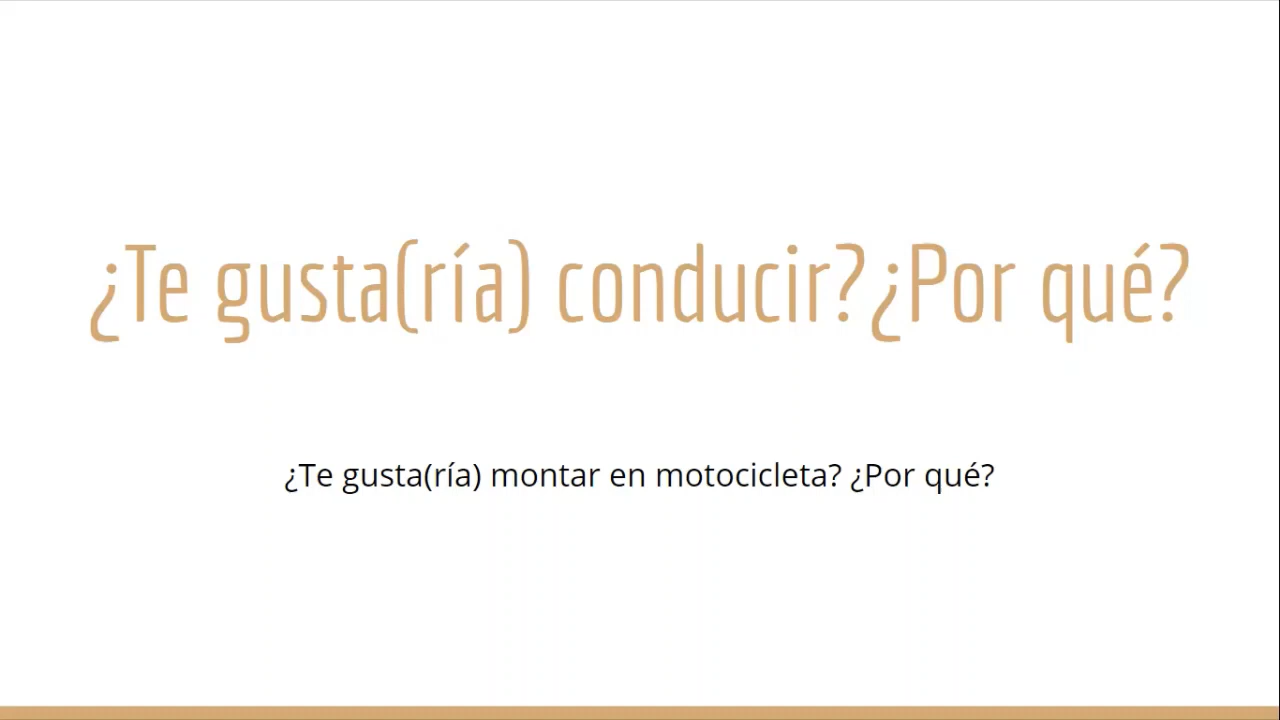 ¿Te gusta(ría) conducir? ¿Por qué?
¿Te gusta(ría) montar en motocicleta? ¿Por qué?